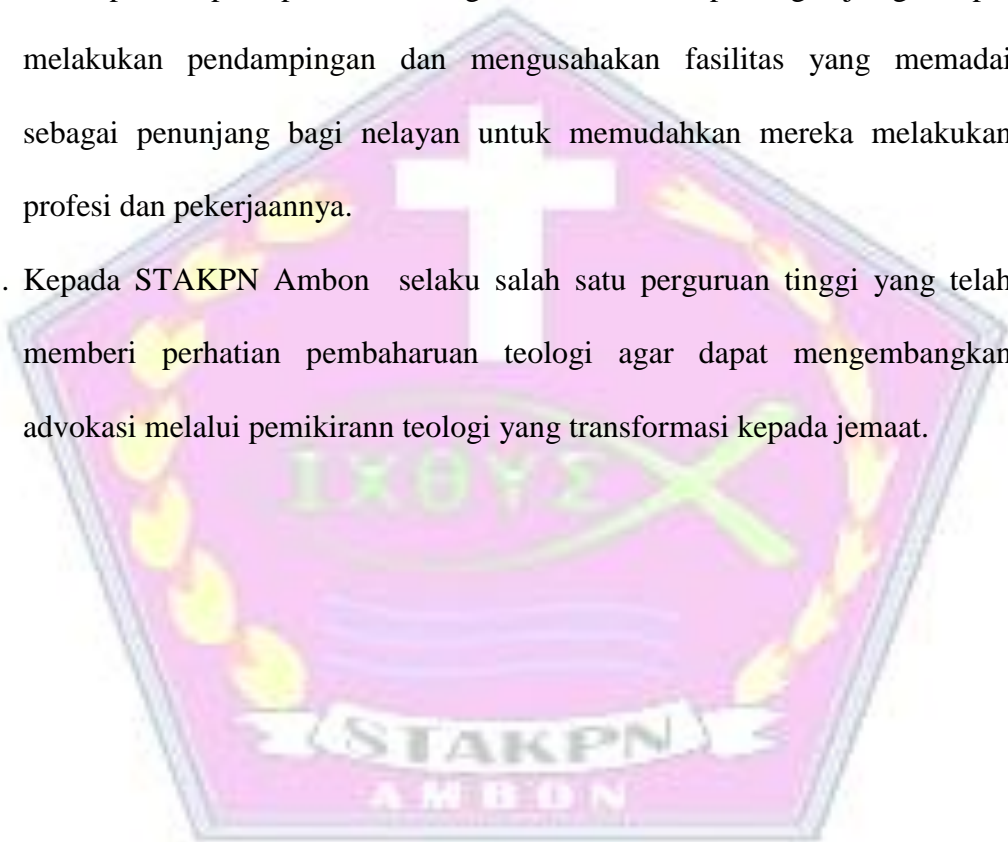 melakukan pendampingan dan mengusahakan fasilitas yang memadai
sebagai penunjang bagi nelayan untuk memudahkan mereka melakukan
profesi dan pekerjaannya.
. Kepada STAKPN Ambon selaku salah satu perguruan tinggi yang telah
memberi perhatian pembaharuan teologi agar dapat mengembangkan
advokasi melalui pemikirann teologi yang transformasi kepada jemaat.
ΙΧΘΥΣ
STAKPN
AMBON